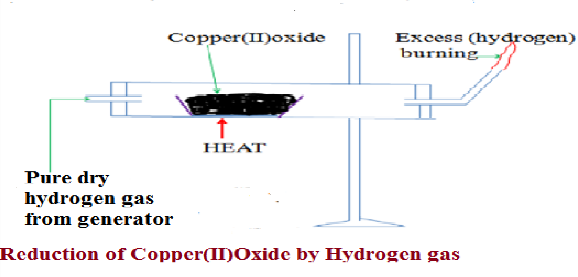 Copper(II)oxide
Excess (hydrogen)
burning
HEAT
Pure dry
hydrogen gas
from generator
Reduction of Copper(II)Oxide by Hydrogen gas